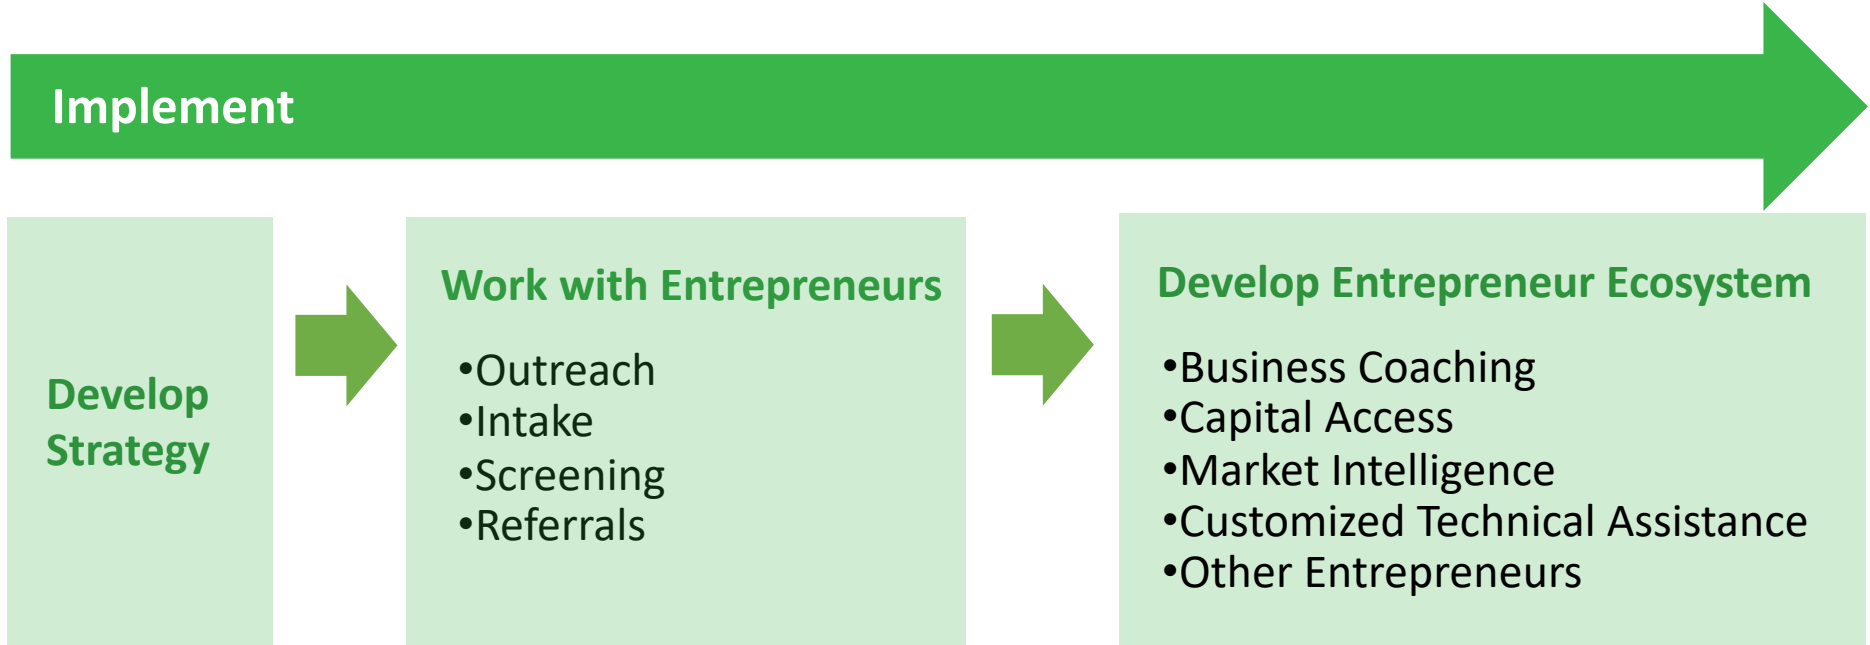 Implement
Develop
Strategy
Work with Entrepreneurs
•Outreach
•Intake
•Screening
•Referrals
Develop Entrepreneur Ecosystem
•Business Coaching
•Capital Access
•Market Intelligence
•Customized Technical Assistance
•Other Entrepreneurs